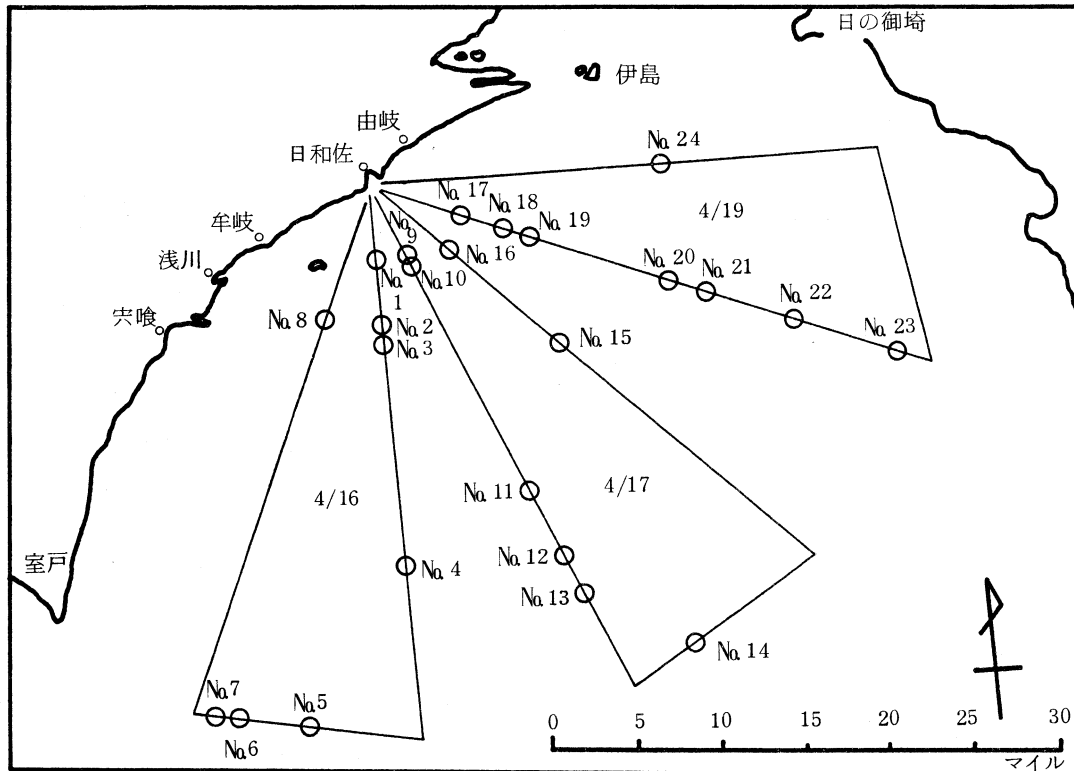 日の御埼
伊島
由岐
日和佐
No. 24
No. 17
No. 18
No. 19
4/19
No. 9
No. 16
牟岐
浅川
No. 10
No. 20
No. 21
No. 1
宍喰
No. 8
No. 2
No. 3
No. 22
No. 15
No. 23
4/16
No. 11
4/17
室戸
No. 4
No. 12
No. 13
No. 14
No. 7
No. 5
No. 6
0 5 10 15 20 25 30
マイル